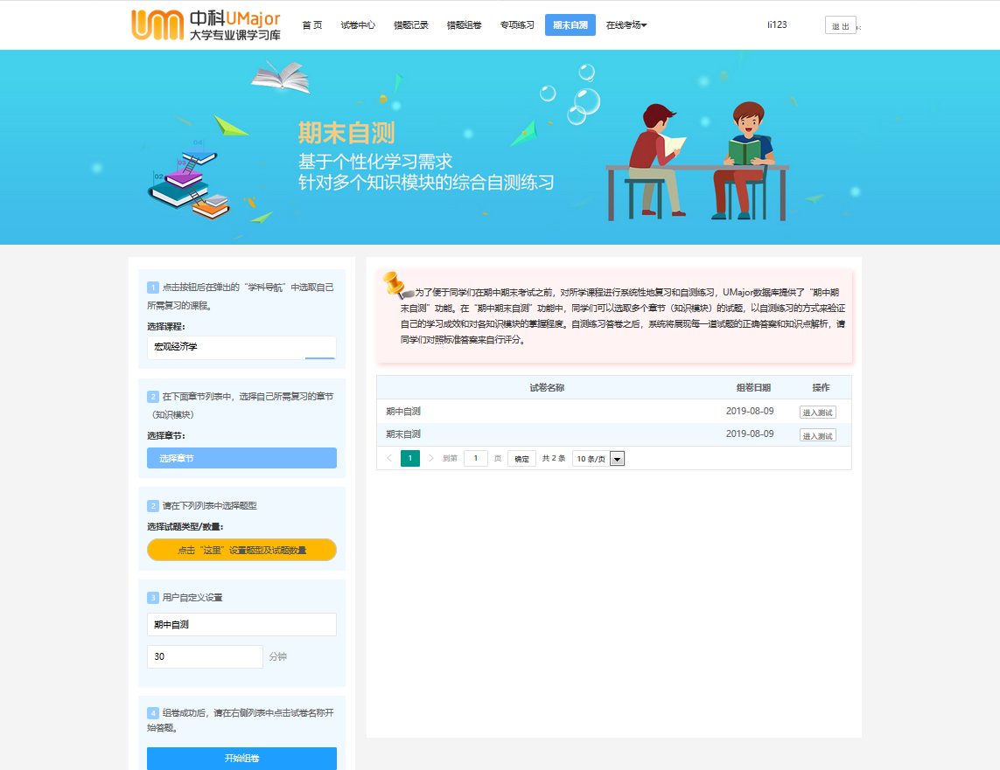 中科UMajor
大学专业课学习库
首 页 试卷中心 错题记录 错题组卷 专项练习 期末自测 在线考场 li123 退 出
期末自测
基于个性化学习需求
针对多个知识模块的综合自测练习
04
03
02
1 点击按钮后在弹出的“学科导航”中选取自己
所需复习的课程。
选择课程：
宏观经济学
2 在下面章节列表中，选择自己所需复习的章节
（知识模块）
选择章节：
选择章节
2 请在下列列表中选择题型
选择试题类型/数量：
点击“这里”设置题型及试题数量
3 用户自定义设置
期中自测
30 分钟
4 组卷成功后，请在右侧列表中点击试卷名称开
始答题。
开始组卷
为了便于同学们在期中期末考试之前，对所学课程进行系统性地复习和自测练习，UMajor数据库提供了“期中期
末自测”功能。在“期中期末自测”功能中，同学们可以选取多个章节（知识模块）的试题，以自测练习的方式来验证
自己的学习成效和对各知识模块的掌握程度。自测练习答卷之后，系统将展现每一道试题的正确答案和知识点解析，请
同学们对照标准答案来自行评分。
试卷名称 组卷日期 操作
期中自测 2019-08-09 进入测试
期末自测 2019-08-09 进入测试
1 到第 1 页 确定 共 2 条 10 条/页